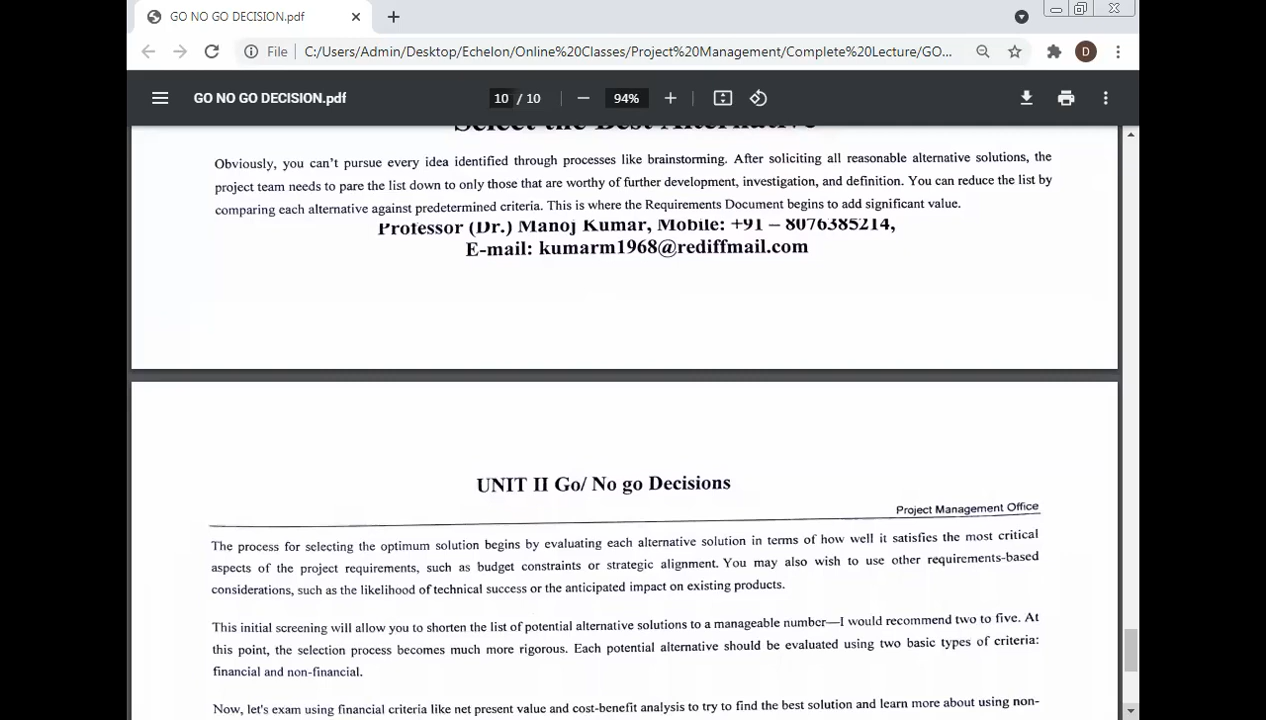 GO NO GO DECISION.pdf
File C:/Users/Admin/Desktop/Echelon/Online%20Classes/Project%20Management/Complete%20Lecture/GO... D
GO NO GO DECISION.pdf 10 / 10 94%
Select the Best Alternative
Obviously, you can't pursue every idea identified through processes like brainstorming. After soliciting all reasonable alternative solutions, the
project team needs to pare the list down to only those that are worthy of further development, investigation, and definition. You can reduce the list by
comparing each alternative against predetermined criteria. This is where the Requirements Document begins to add significant value.
Professor (Dr.) Manoj Kumar, Mobile: +91 – 8076385214,
E-mail: kumarm1968@rediffmail.com
UNIT II Go/ No go Decisions
Project Management Office
The process for selecting the optimum solution begins by evaluating each alternative solution in terms of how well it satisfies the most critical
aspects of the project requirements, such as budget constraints or strategic alignment. You may also wish to use other requirements-based
considerations, such as the likelihood of technical success or the anticipated impact on existing products.
This initial screening will allow you to shorten the list of potential alternative solutions to a manageable number—I would recommend two to five. At
this point, the selection process becomes much more rigorous. Each potential alternative should be evaluated using two basic types of criteria:
financial and non-financial.
Now, let's exam using financial criteria like net present value and cost-benefit analysis to try to find the best solution and learn more about using non-